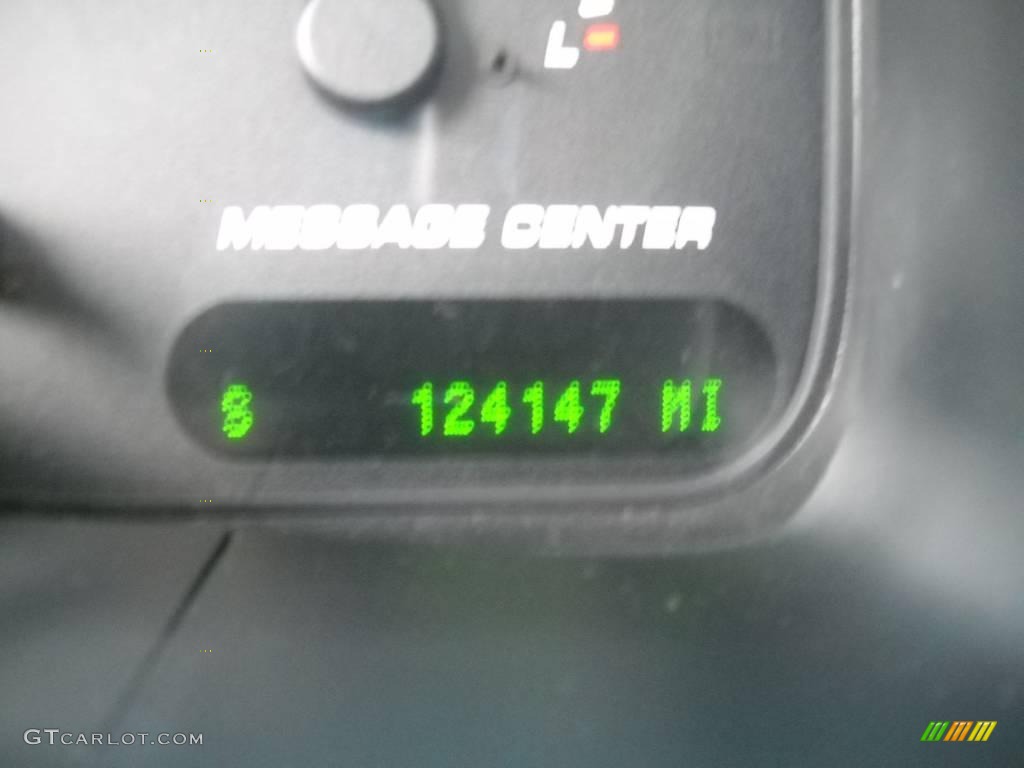 L
MESSAGE CENTER
S 124147 MI
GTCARLOT.COM